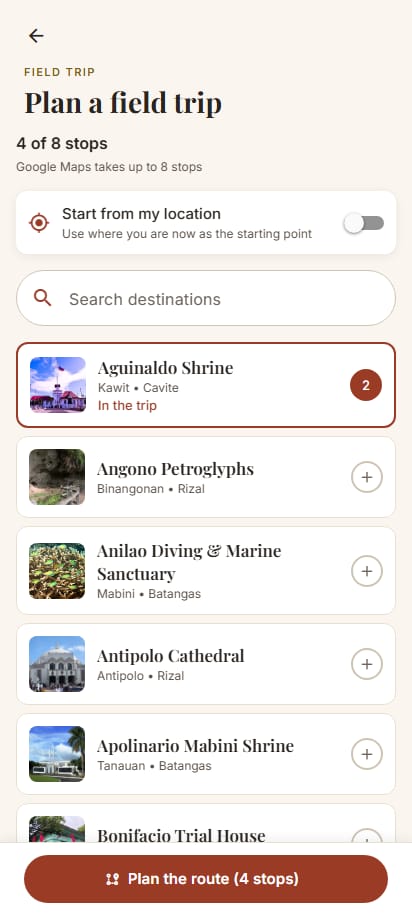 FIELD TRIP
Plan a field trip
4 of 8 stops
Google Maps takes up to 8 stops
Start from my location
Use where you are now as the starting point
Search destinations
Aguinaldo Shrine
Kawit • Cavite
In the trip
2
Angono Petroglyphs
Binangonan • Rizal
Anilao Diving & Marine
Sanctuary
Mabini • Batangas
Antipolo Cathedral
Antipolo • Rizal
Apolinario Mabini Shrine
Tanauan • Batangas
Bonifacio Trial House
Plan the route (4 stops)